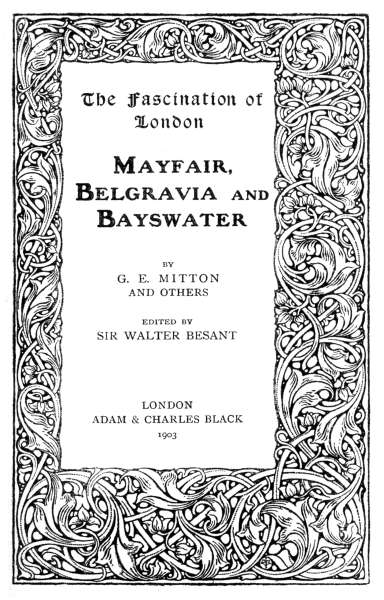 The Fascination of
London
MAYFAIR,
BELGRAVIA AND
BAYSWATER
BY
G. E. MITTON
AND OTHERS
EDITED BY
SIR WALTER BESANT
LONDON
ADAM & CHARLES BLACK
1903